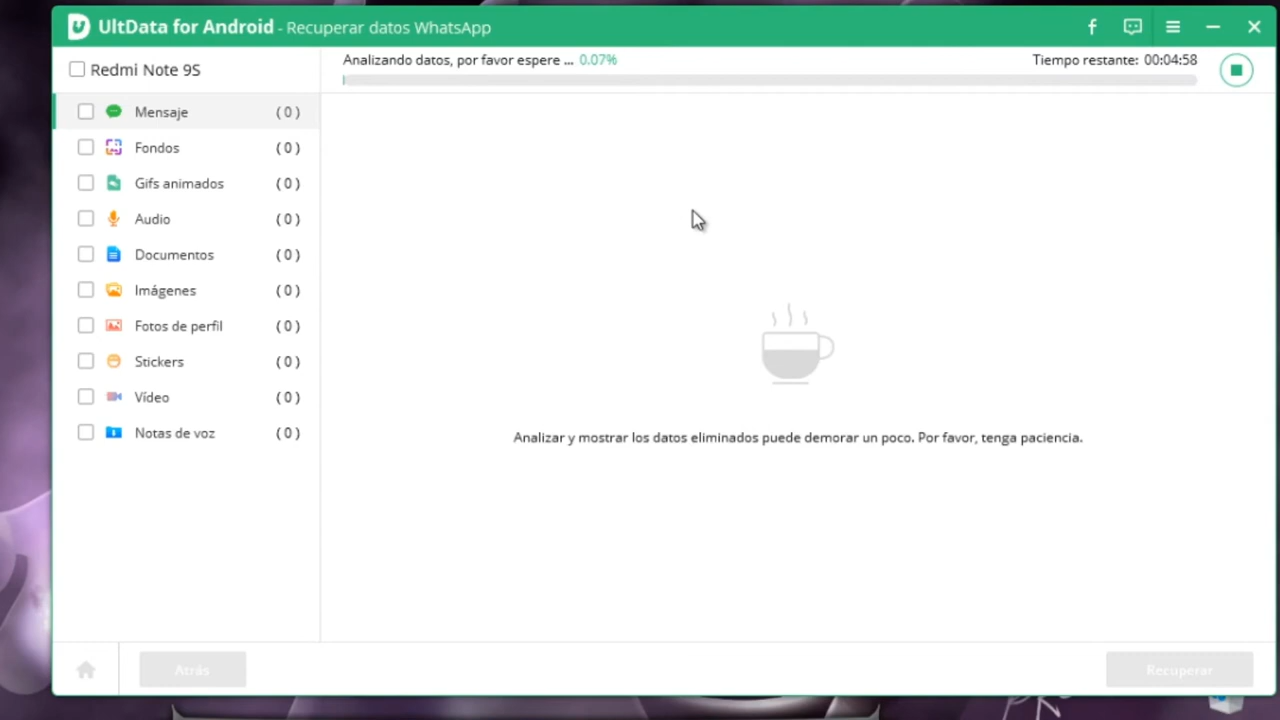 UltData for Android - Recuperar datos WhatsApp
Redmi Note 9S
Analizando datos, por favor espere ... 0.07%
Tiempo restante: 00:04:58
Mensaje (0)
Fondos (0)
Gifs animados (0)
Audio (0)
Documentos (0)
Imágenes (0)
Fotos de perfil (0)
Stickers (0)
Vídeo (0)
Notas de voz (0)
Analizar y mostrar los datos eliminados puede demorar un poco. Por favor, tenga paciencia.
Atrás
Recuperar